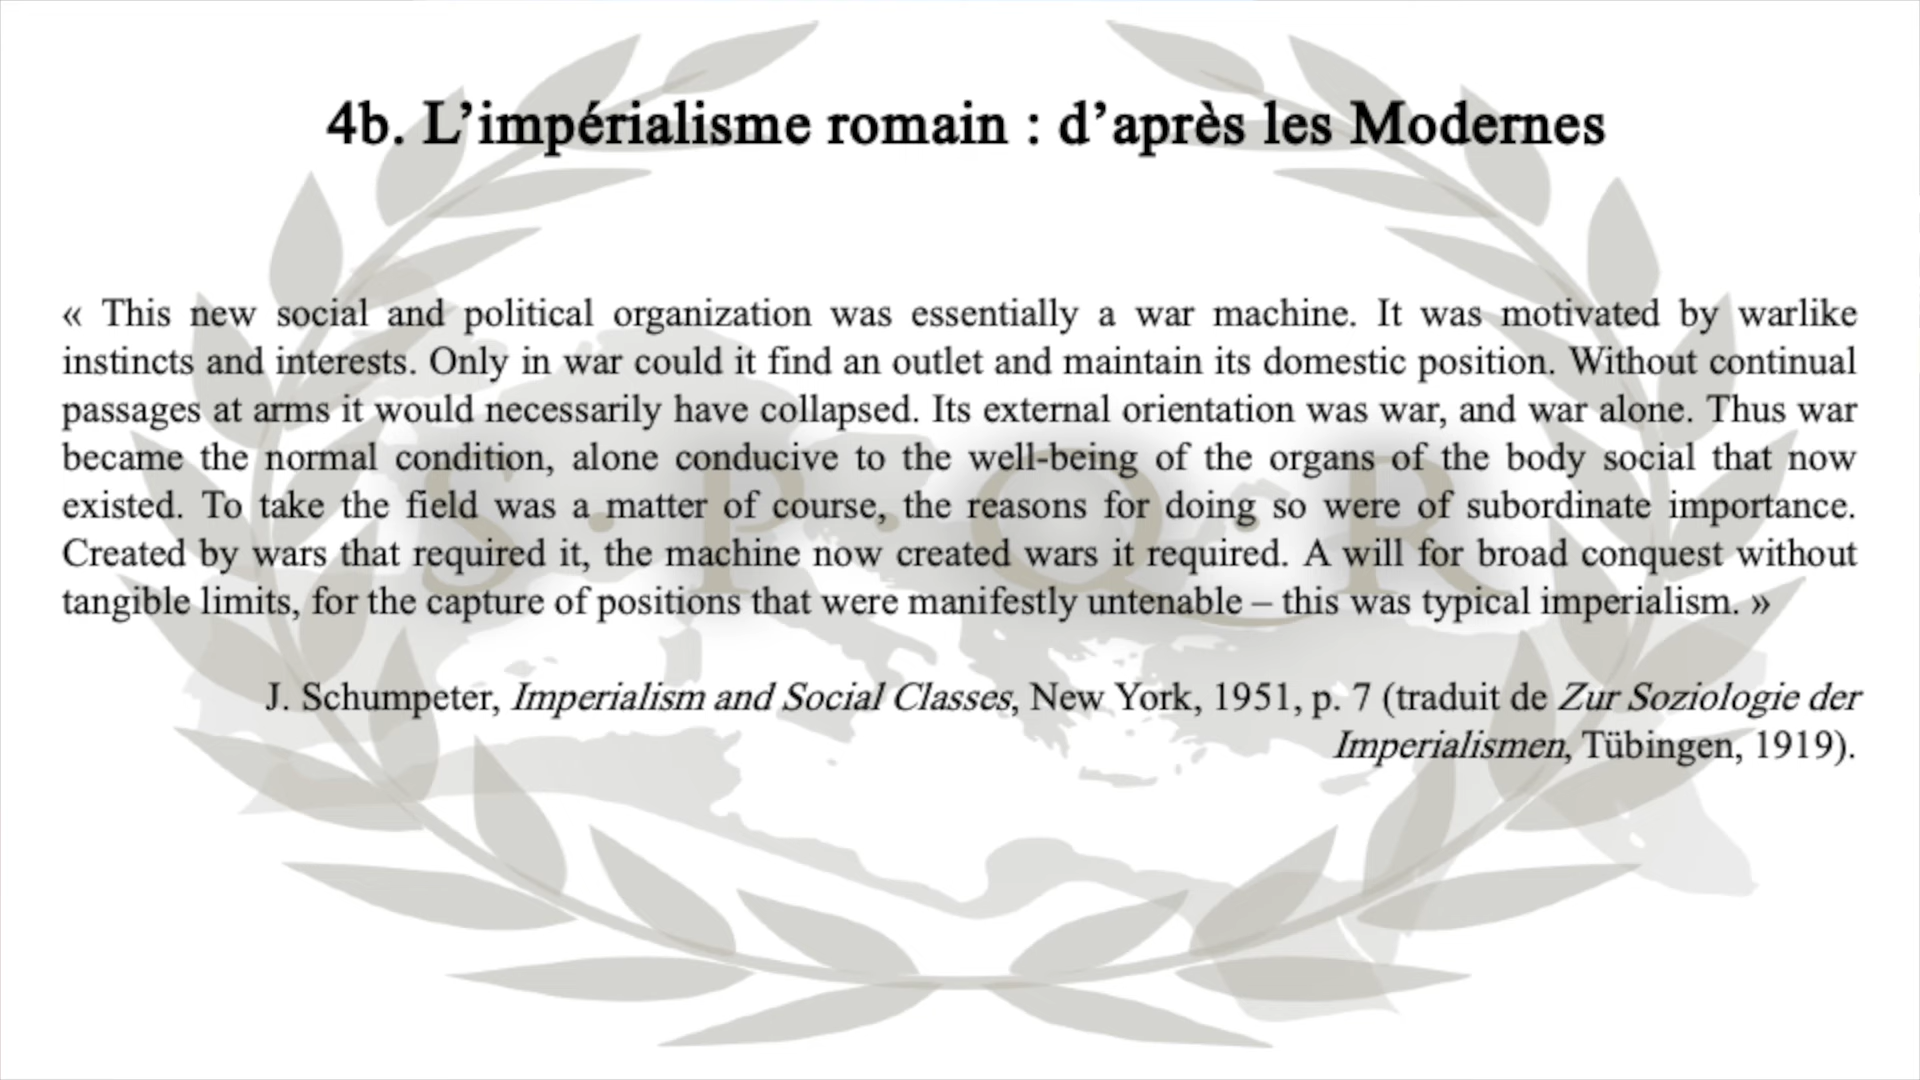 4b. L’impérialisme romain : d’après les Modernes
« This new social and political organization was essentially a war machine. It was motivated by warlike
instincts and interests. Only in war could it find an outlet and maintain its domestic position. Without continual
passages at arms it would necessarily have collapsed. Its external orientation was war, and war alone. Thus war
became the normal condition, alone conducive to the well-being of the organs of the body social that now
existed. To take the field was a matter of course, the reasons for doing so were of subordinate importance.
Created by wars that required it, the machine now created wars it required. A will for broad conquest without
tangible limits, for the capture of positions that were manifestly untenable – this was typical imperialism. »
S·P·Q·R
J. Schumpeter, Imperialism and Social Classes, New York, 1951, p. 7 (traduit de Zur Soziologie der
Imperialismen, Tübingen, 1919).